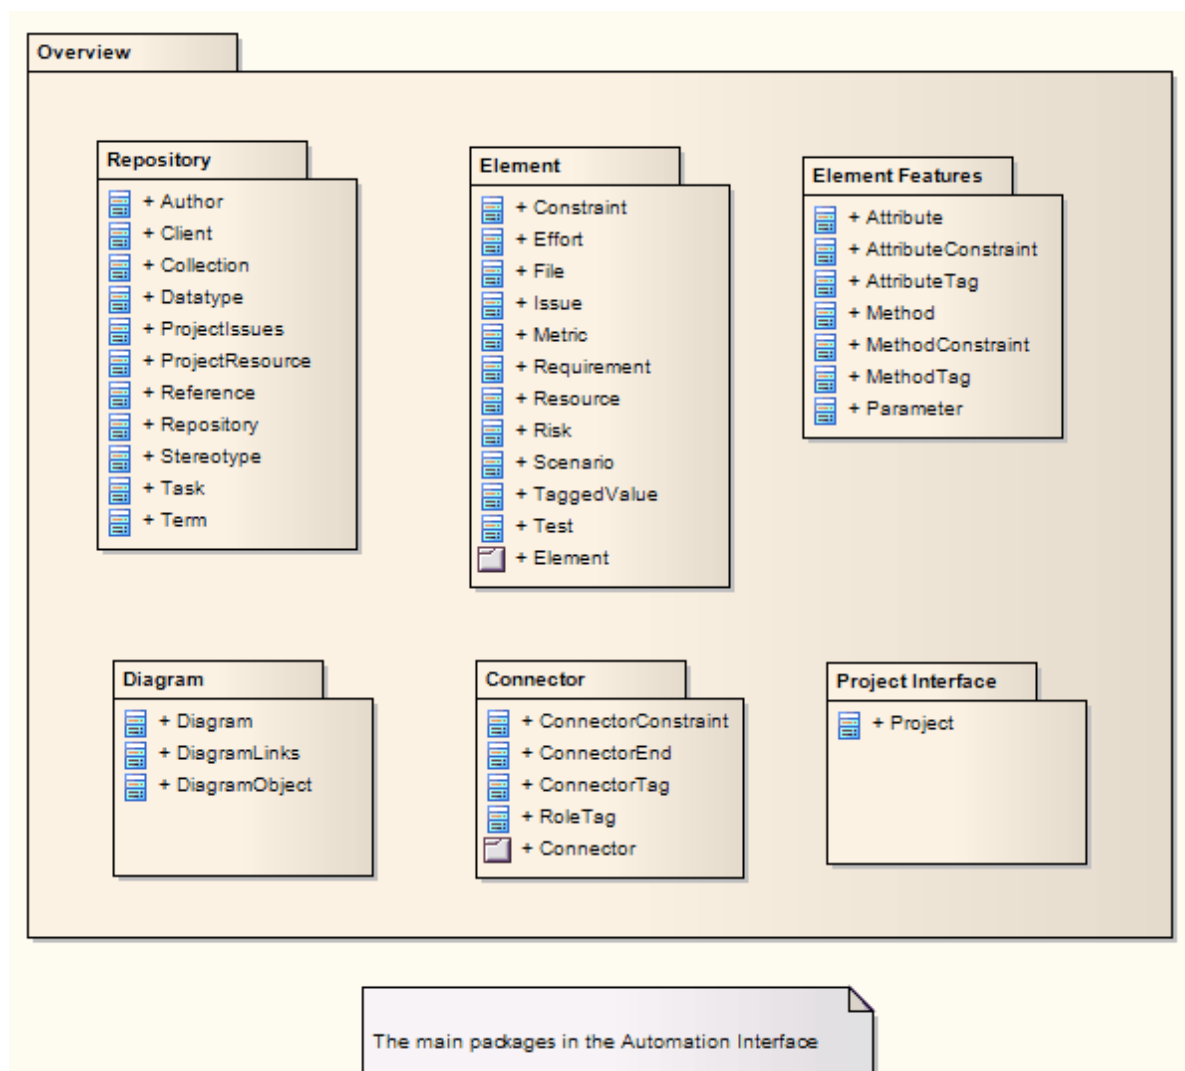 Overview
Repository
+ Author
+ Client
+ Collection
+ Datatype
+ ProjectIssues
+ ProjectResource
+ Reference
+ Repository
+ Stereotype
+ Task
+ Term
Element
+ Constraint
+ Effort
+ File
+ Issue
+ Metric
+ Requirement
+ Resource
+ Risk
+ Scenario
+ TaggedValue
+ Test
+ Element
Element Features
+ Attribute
+ AttributeConstraint
+ AttributeTag
+ Method
+ MethodConstraint
+ MethodTag
+ Parameter
Diagram
+ Diagram
+ DiagramLinks
+ DiagramObject
Connector
+ ConnectorConstraint
+ ConnectorEnd
+ ConnectorTag
+ RoleTag
+ Connector
Project Interface
+ Project
The main packages in the Automation Interface